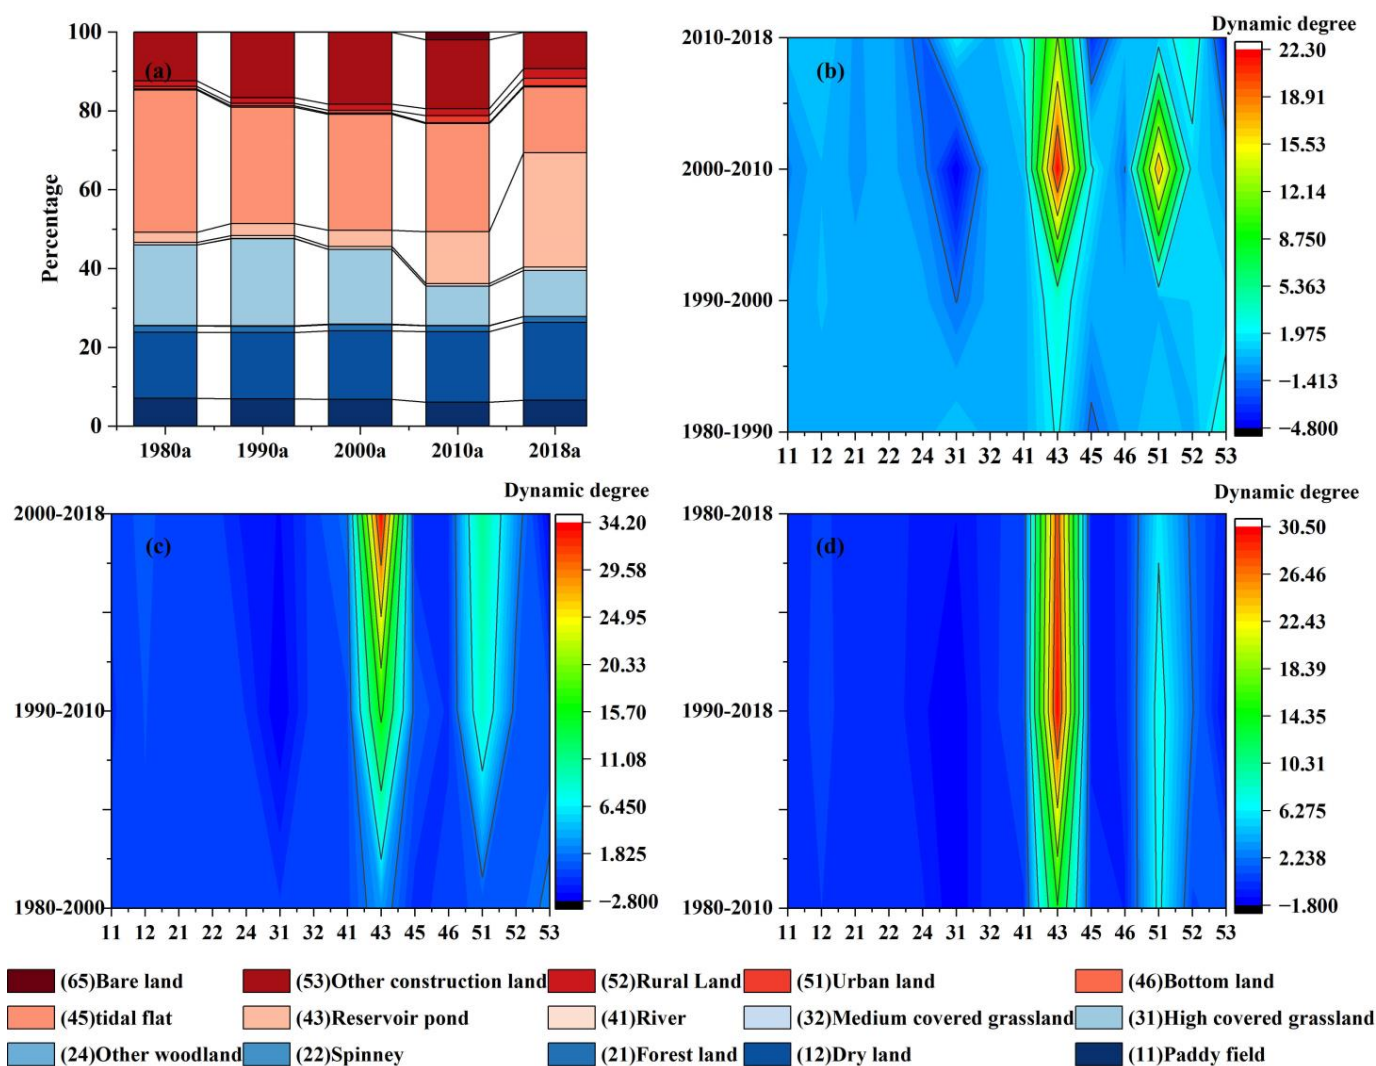 100
80
60
40
20
0
Percentage
(a)
1980a 1990a 2000a 2010a 2018a
Dynamic degree
2010-2018
2000-2010
1990-2000
1980-1990
(b)
11 12 21 22 24 31 32 41 43 45 46 51 52 53
22.30
18.91
15.53
12.14
8.750
5.363
1.975
−1.413
−4.800
Dynamic degree
2000-2018
1990-2010
1980-2000
(c)
11 12 21 22 24 31 32 41 43 45 46 51 52 53
34.20
29.58
24.95
20.33
15.70
11.08
6.450
1.825
−2.800
Dynamic degree
1980-2018
1990-2018
1980-2010
(d)
11 12 21 22 24 31 32 41 43 45 46 51 52 53
30.50
26.46
22.43
18.39
14.35
10.31
6.275
2.238
−1.800
(65)Bare land (53)Other construction land (52)Rural Land (51)Urban land (46)Bottom land
(45)tidal flat (43)Reservoir pond (41)River (32)Medium covered grassland (31)High covered grassland
(24)Other woodland (22)Spinney (21)Forest land (12)Dry land (11)Paddy field